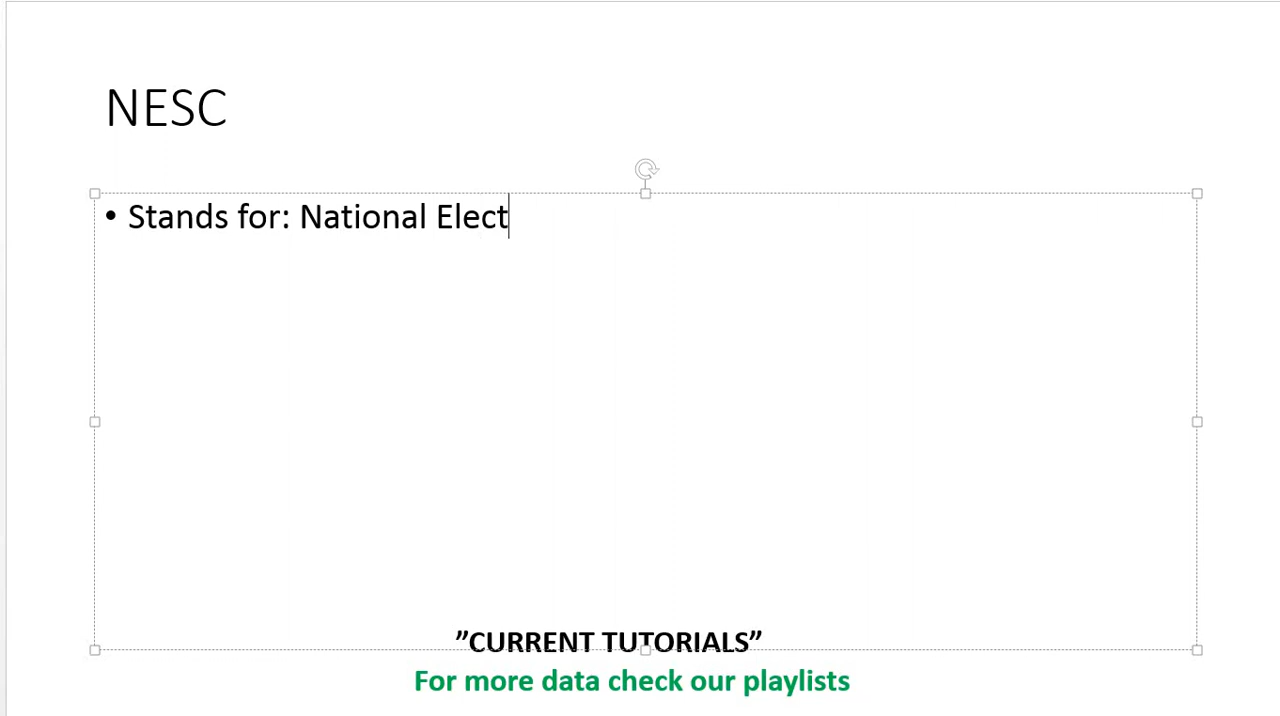 NESC
• Stands for: National Elect
”CURRENT TUTORIALS”
For more data check our playlists